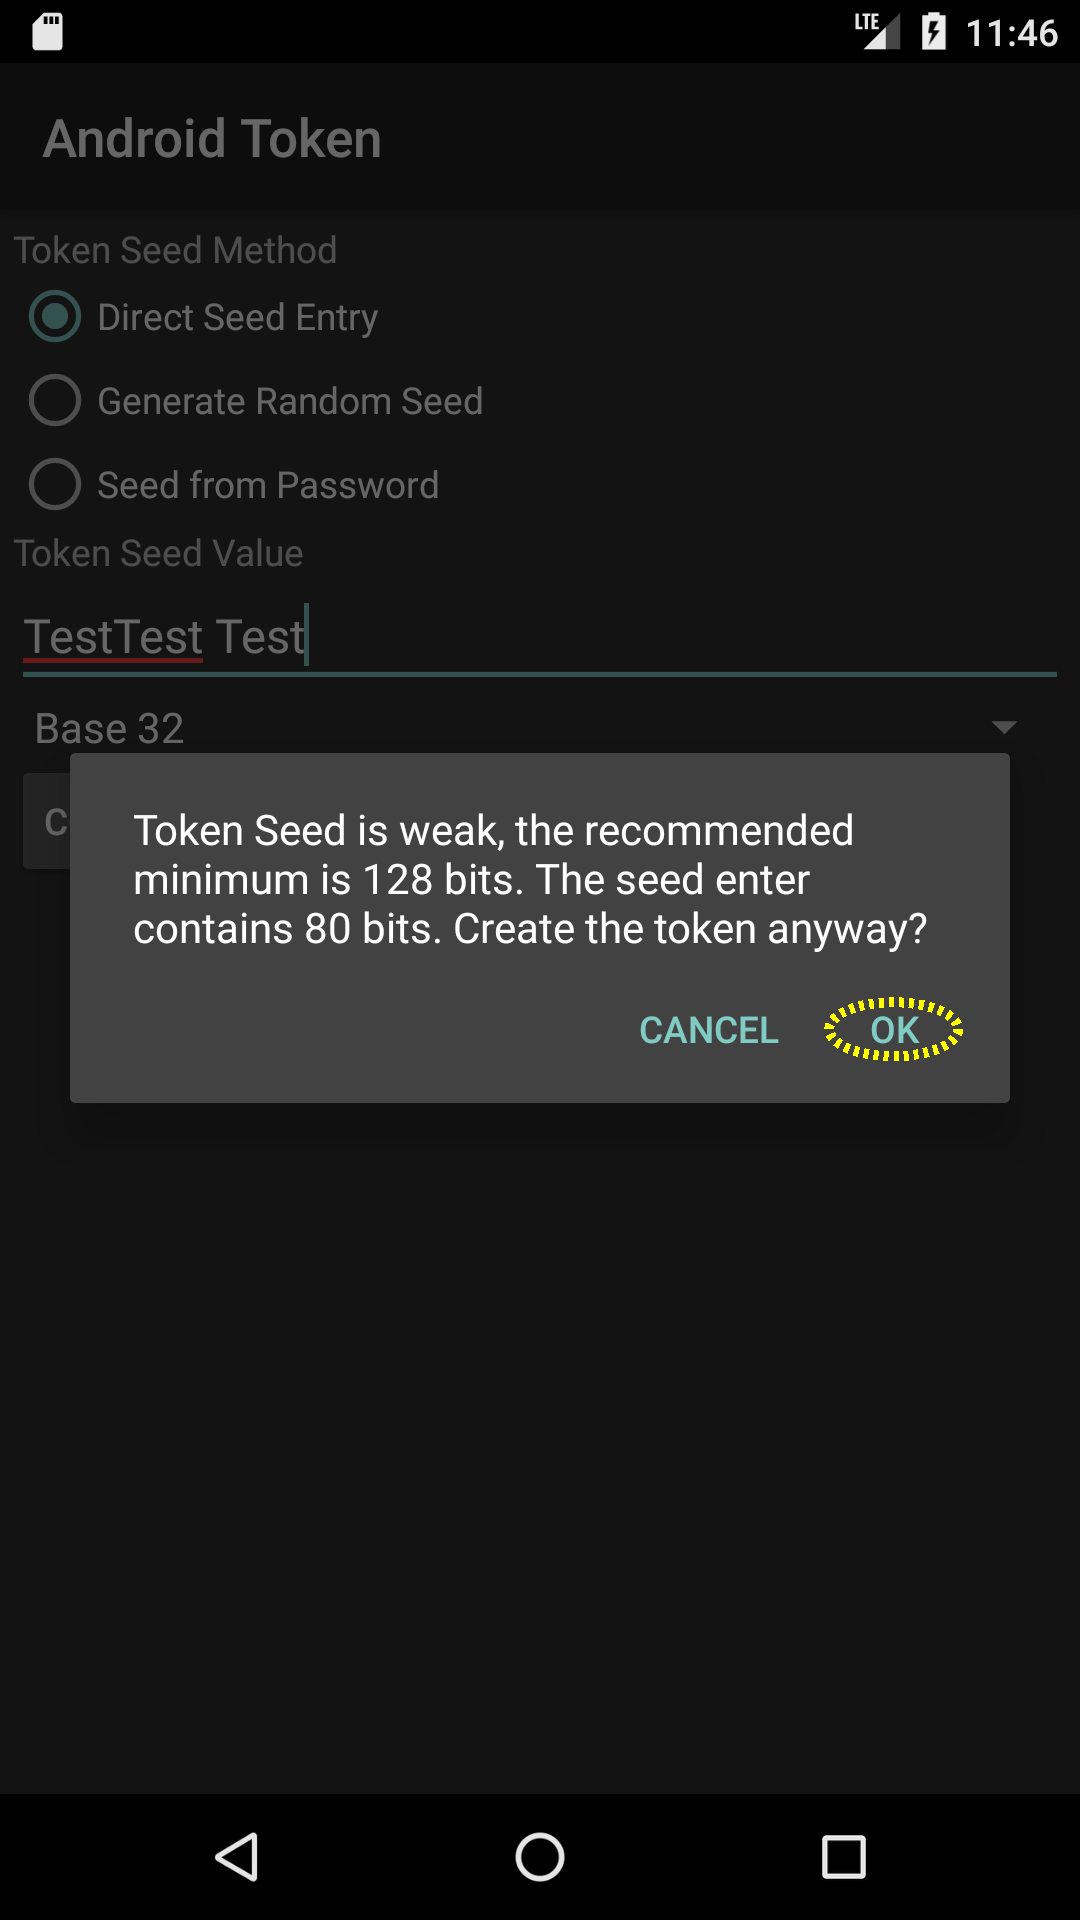 LTE 11:46
Android Token
Token Seed Method
Direct Seed Entry
Generate Random Seed
Seed from Password
Token Seed Value
TestTest Test
Base 32
C
Token Seed is weak, the recommended
minimum is 128 bits. The seed enter
contains 80 bits. Create the token anyway?
CANCEL OK